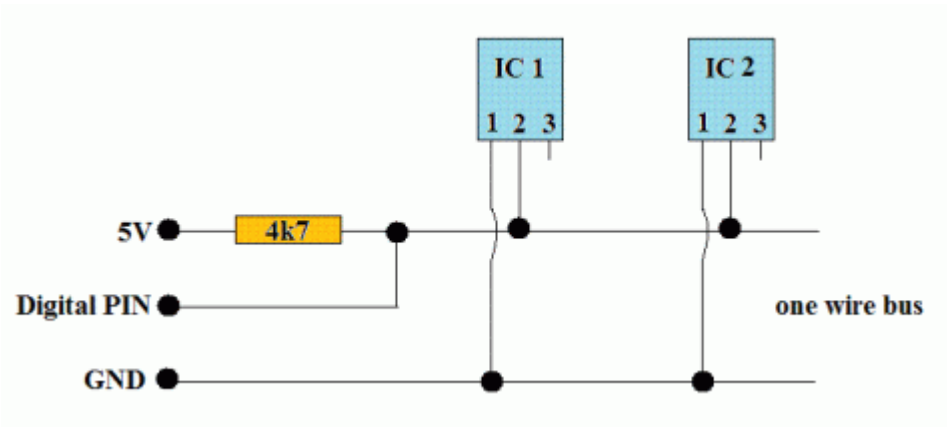 IC 1
1 2 3
IC 2
1 2 3
5V
4k7
Digital PIN
one wire bus
GND